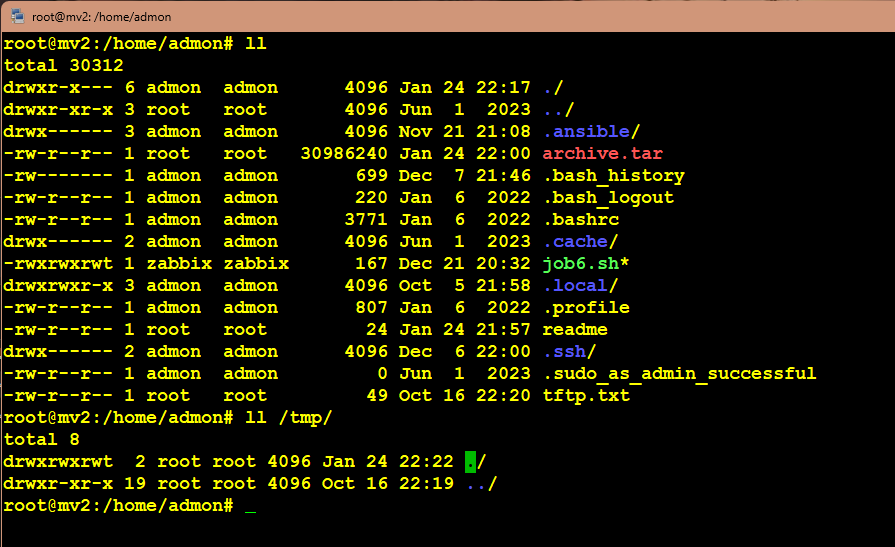 root@mv2: /home/admon
root@mv2:/home/admon# ll
total 30312
drwxr-x--- 6 admon  admon      4096 Jan 24 22:17 ./
drwxr-xr-x 3 root   root       4096 Jun  1  2023 ../
drwx------ 3 admon  admon      4096 Nov 21 21:08 .ansible/
-rw-r--r-- 1 root   root   30986240 Jan 24 22:00 archive.tar
-rw------- 1 admon  admon       699 Dec  7 21:46 .bash_history
-rw-r--r-- 1 admon  admon       220 Jan  6  2022 .bash_logout
-rw-r--r-- 1 admon  admon      3771 Jan  6  2022 .bashrc
drwx------ 2 admon  admon      4096 Jun  1  2023 .cache/
-rwxrwxrwt 1 zabbix zabbix      167 Dec 21 20:32 job6.sh*
drwxrwxr-x 3 admon  admon      4096 Oct  5 21:58 .local/
-rw-r--r-- 1 admon  admon       807 Jan  6  2022 .profile
-rw-r--r-- 1 root   root         24 Jan 24 21:57 readme
drwx------ 2 admon  admon      4096 Dec  6 22:00 .ssh/
-rw-r--r-- 1 admon  admon         0 Jun  1  2023 .sudo_as_admin_successful
-rw-r--r-- 1 root   root         49 Oct 16 22:20 tftp.txt
root@mv2:/home/admon# ll /tmp/
total 8
drwxrwxrwt  2 root root 4096 Jan 24 22:22 ./
drwxr-xr-x 19 root root 4096 Oct 16 22:19 ../
root@mv2:/home/admon# _